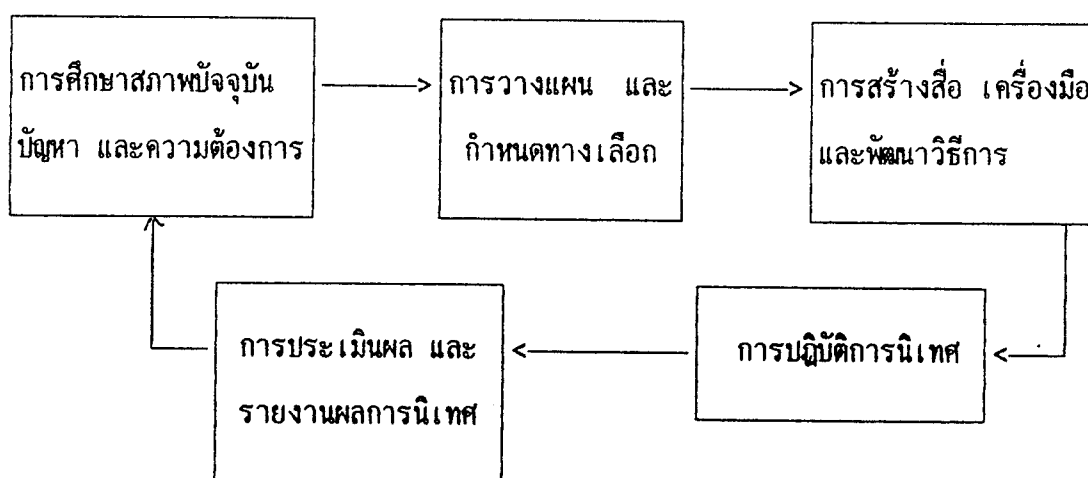 การศึกษาสภาพปัจจุบัน
ปัญหา และความต้องการ
การวางแผน และ
กำหนดทางเลือก
การสร้างสื่อ เครื่องมือ
และพัฒนาวิธีการ
การปฏิบัติการนิเทศ
การประเมินผล และ
รายงานผลการนิเทศ